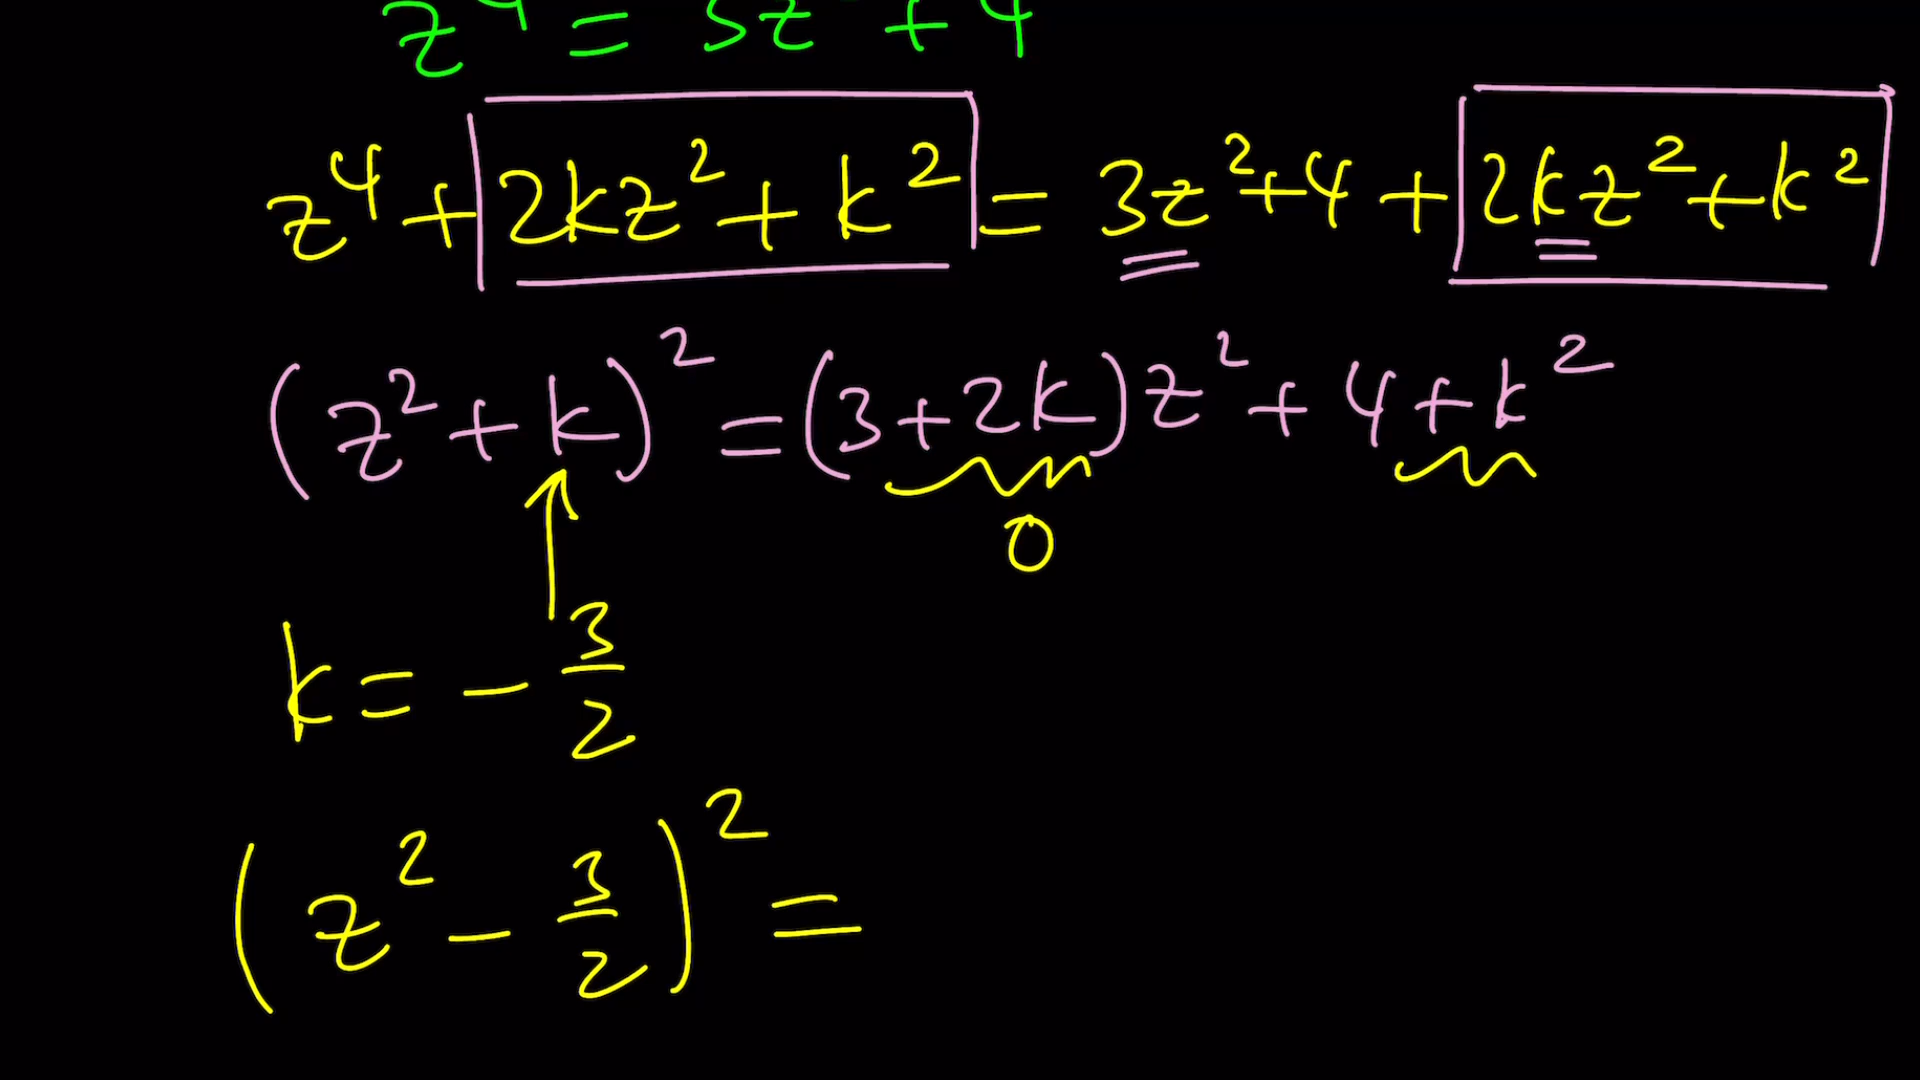 z⁴ = 3z² + 4
z⁴ + 2kz² + k² = 3z² + 4 + 2kz² + k²
(z² + k)² = (3 + 2k)z² + 4 + k²
0
k = - 3/2
(z² - 3/2)² =